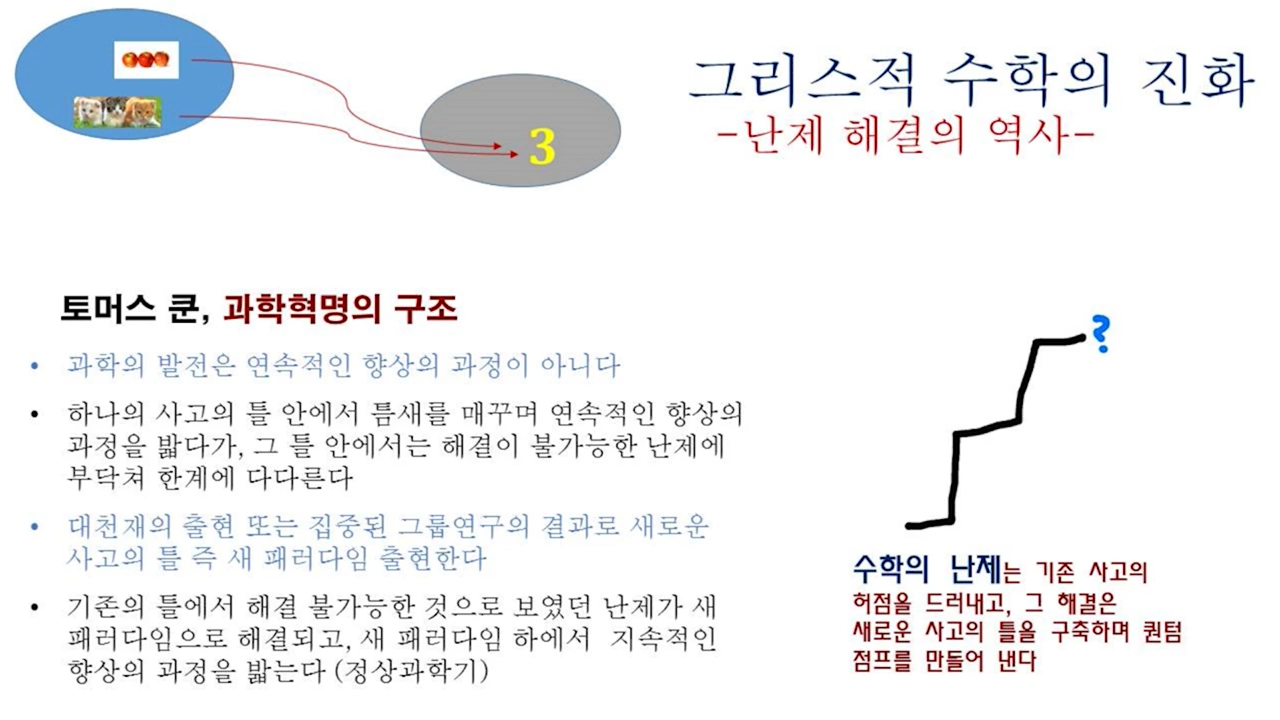 3
그리스적 수학의 진화
-난제 해결의 역사-
토머스 쿤, 과학혁명의 구조
• 과학의 발전은 연속적인 향상의 과정이 아니다
• 하나의 사고의 틀 안에서 틈새를 매꾸며 연속적인 향상의
과정을 밟다가, 그 틀 안에서는 해결이 불가능한 난제에
부닥쳐 한계에 다다른다
• 대천재의 출현 또는 집중된 그룹연구의 결과로 새로운
사고의 틀 즉 새 패러다임 출현한다
• 기존의 틀에서 해결 불가능한 것으로 보였던 난제가 새
패러다임으로 해결되고, 새 패러다임 하에서 지속적인
향상의 과정을 밟는다 (정상과학기)
?
수학의 난제는 기존 사고의
허점을 드러내고, 그 해결은
새로운 사고의 틀을 구축하며 퀀텀
점프를 만들어 낸다